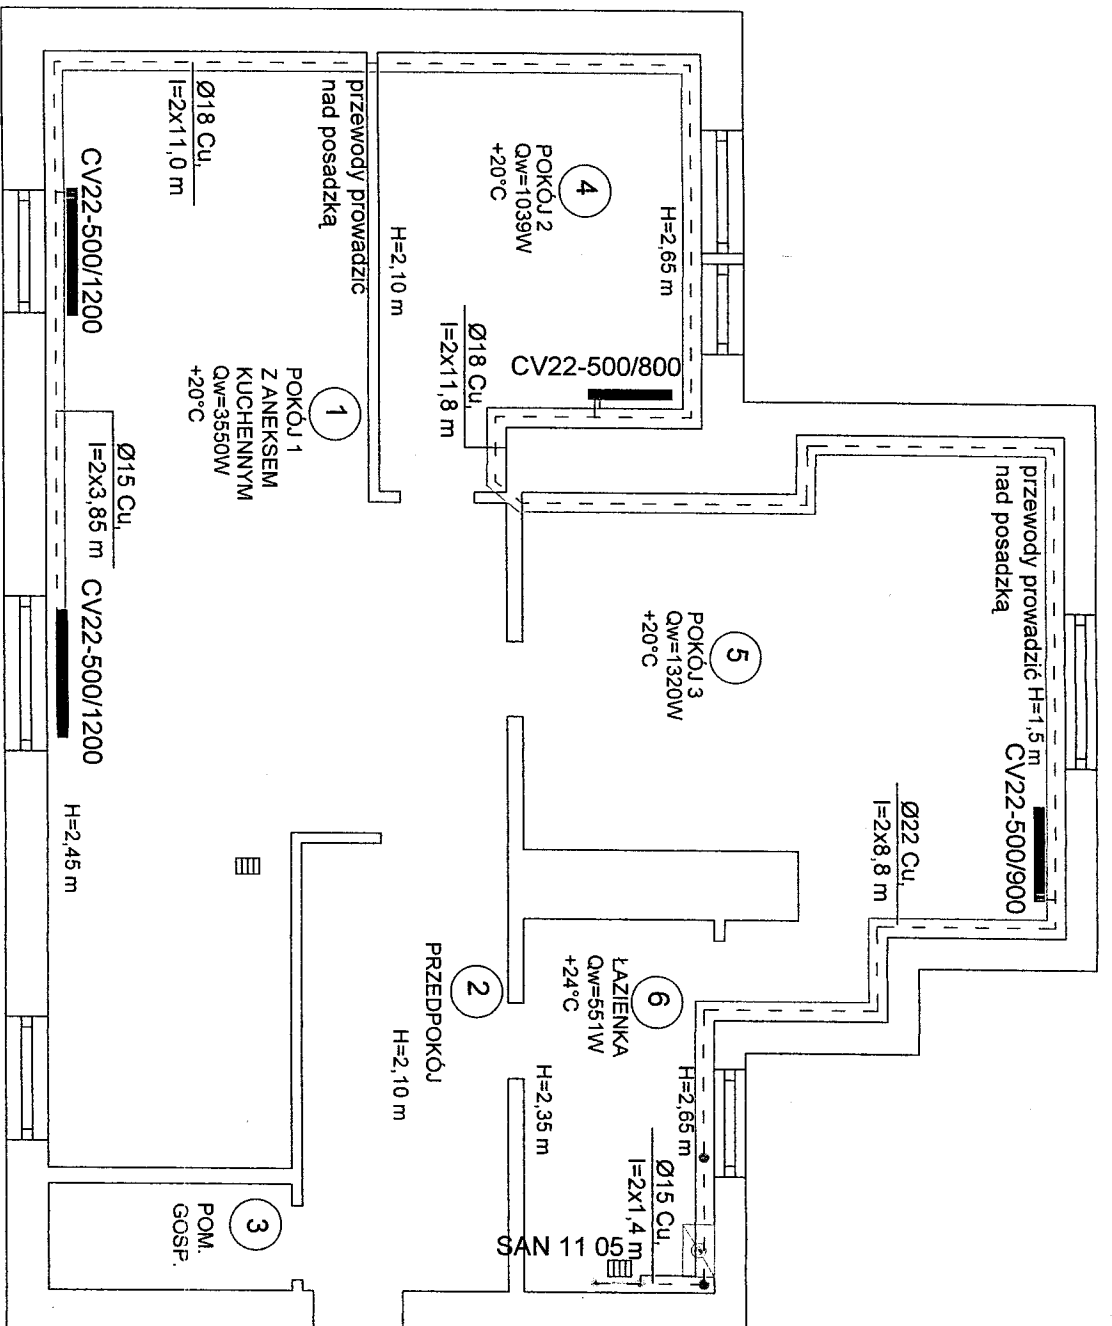 Ø18 Cu,
l=2x11,0 m
przewody prowadzić
nad posadzką
CV22-500/1200
4
POKÓJ 2
Qw=1039W
+20°C
H=2,65 m
H=2,10 m
Ø18 Cu,
l=2x11,8 m
CV22-500/800
1
POKÓJ 1
Z ANEKSEM
KUCHENNYM
Qw=3550W
+20°C
Ø15 Cu,
l=2x3,85 m
CV22-500/1200
H=2,45 m
przewody prowadzić
nad posadzką
H=1,5 m
CV22-500/900
5
POKÓJ 3
Qw=1320W
+20°C
Ø22 Cu,
l=2x8,8 m
2
PRZEDPOKÓJ
H=2,10 m
6
ŁAZIENKA
Qw=551W
+24°C
H=2,35 m
H=2,65 m
Ø15 Cu,
l=2x1,4 m
SAN 11 05
3
POM.
GOSP.